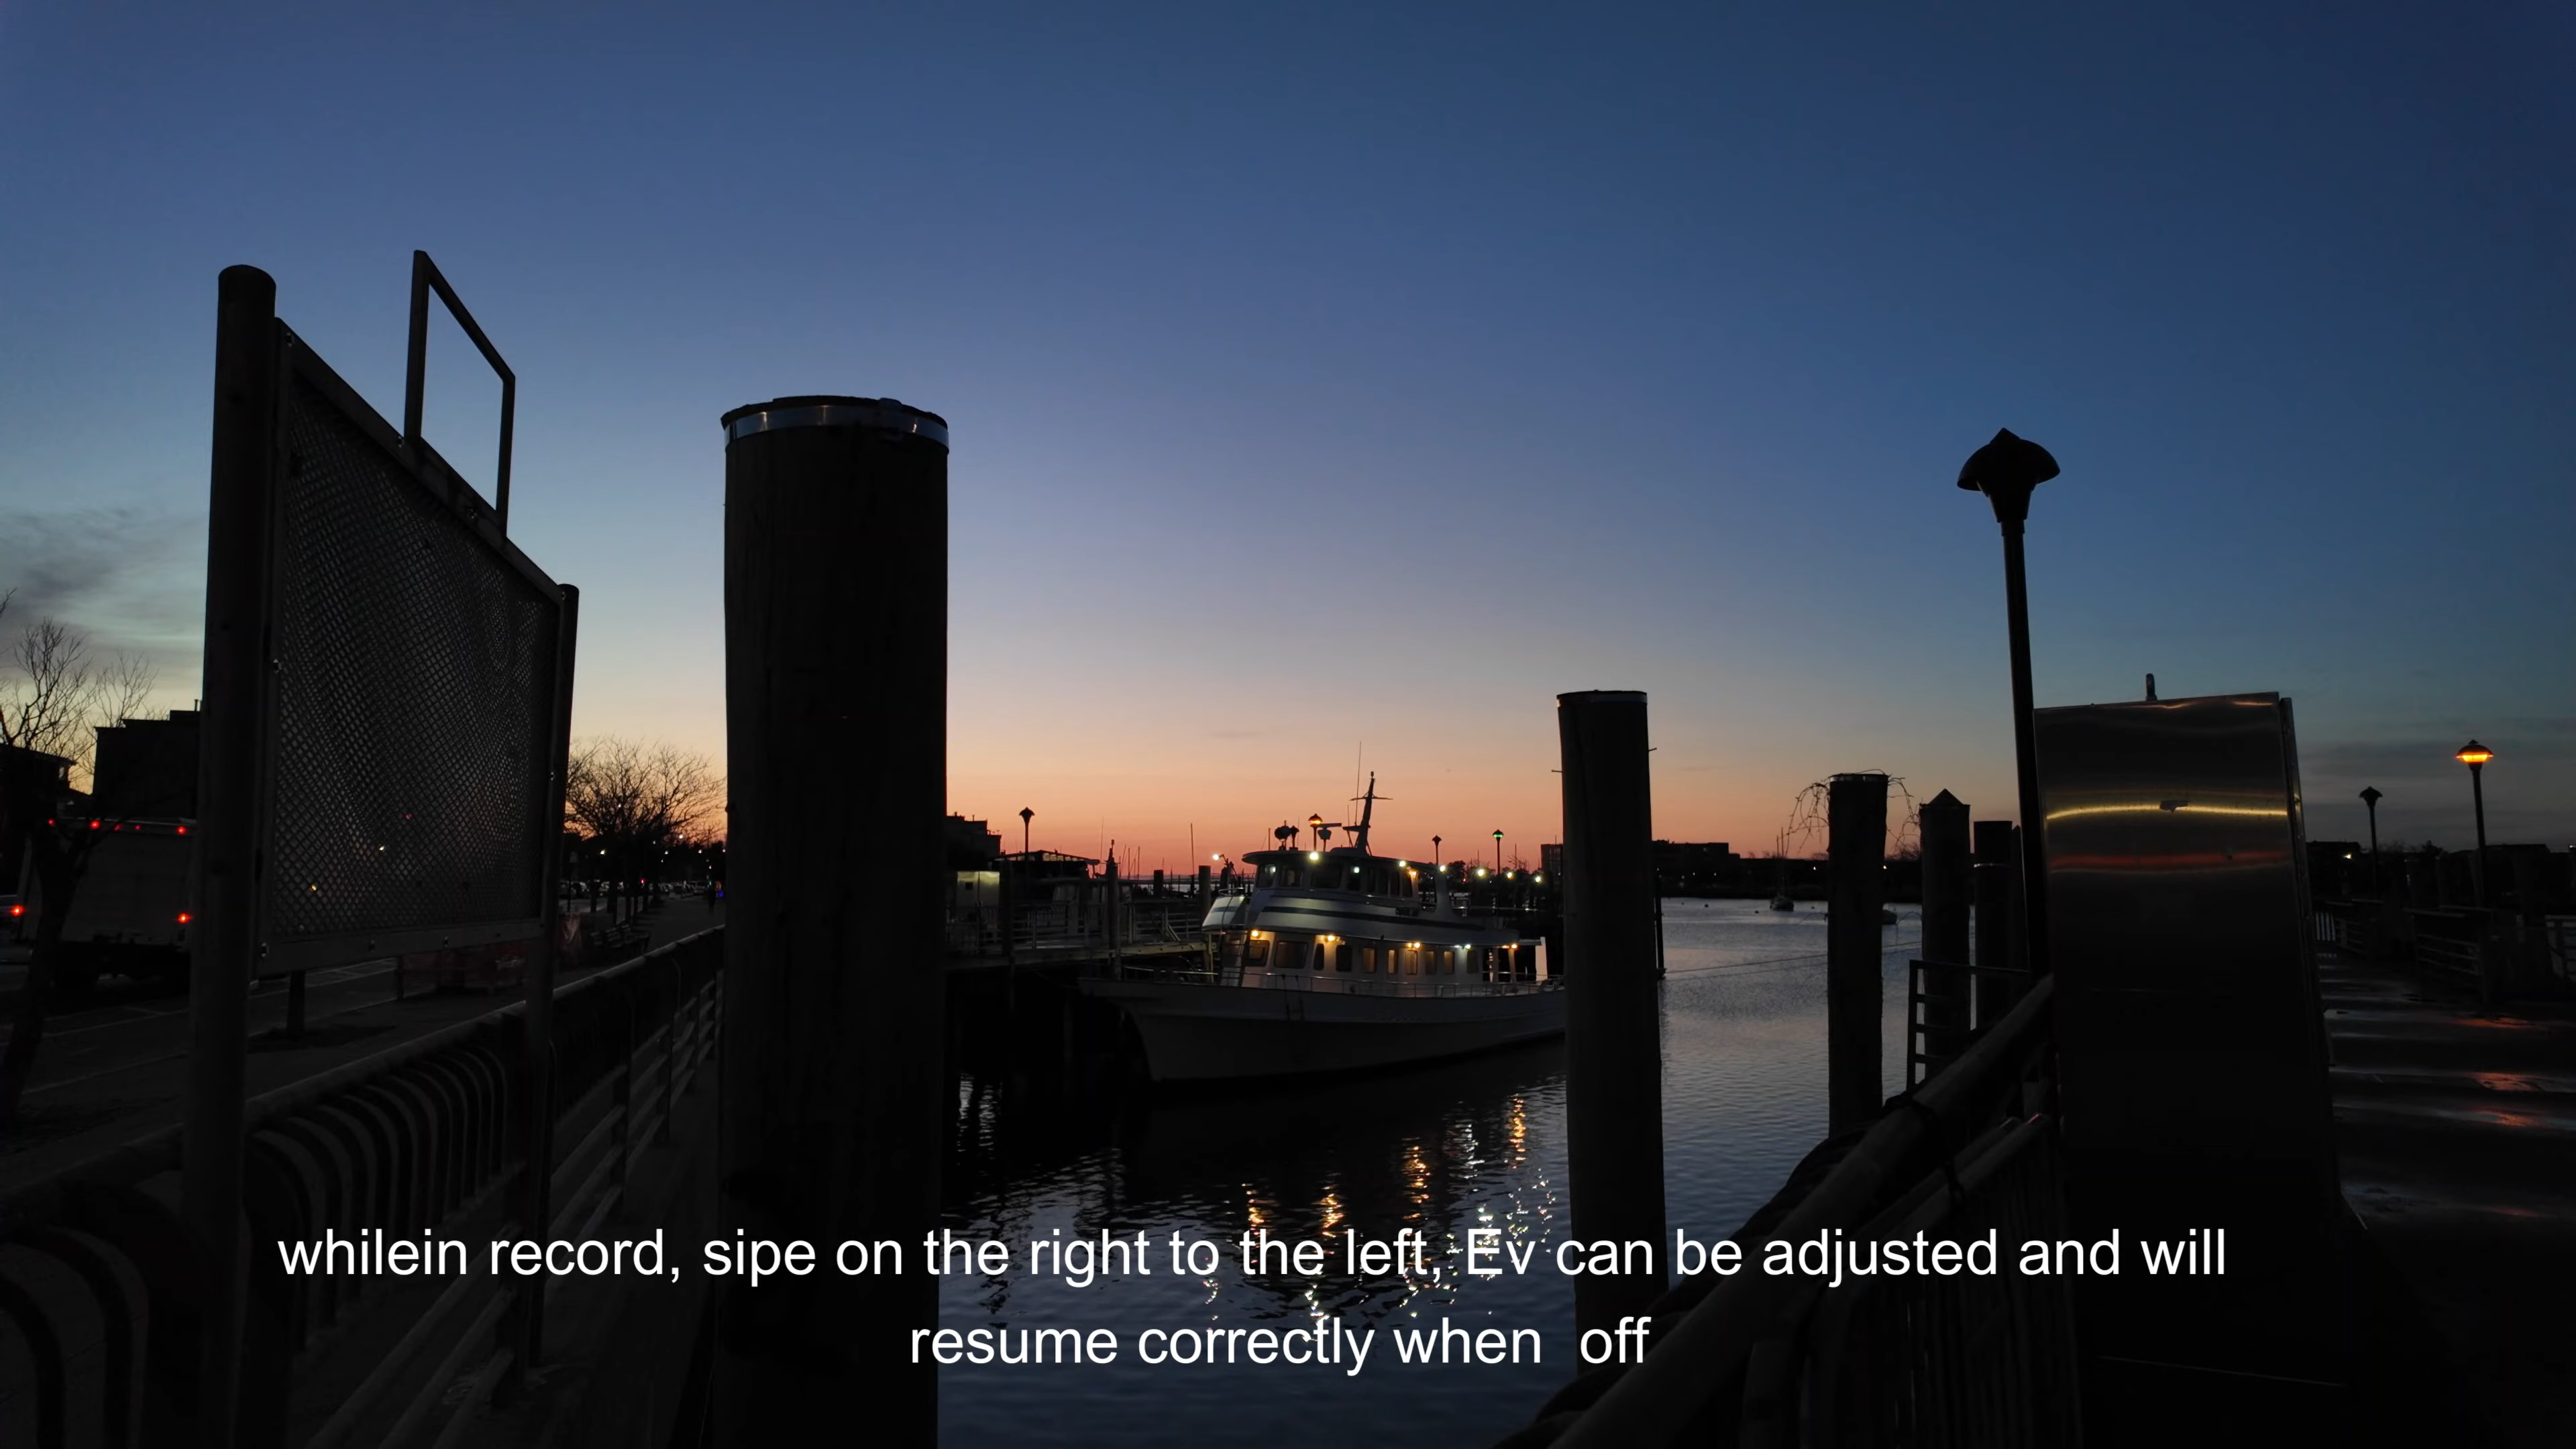 whilein record, sipe on the right to the left, Ev can be adjusted and will
resume correctly when  off